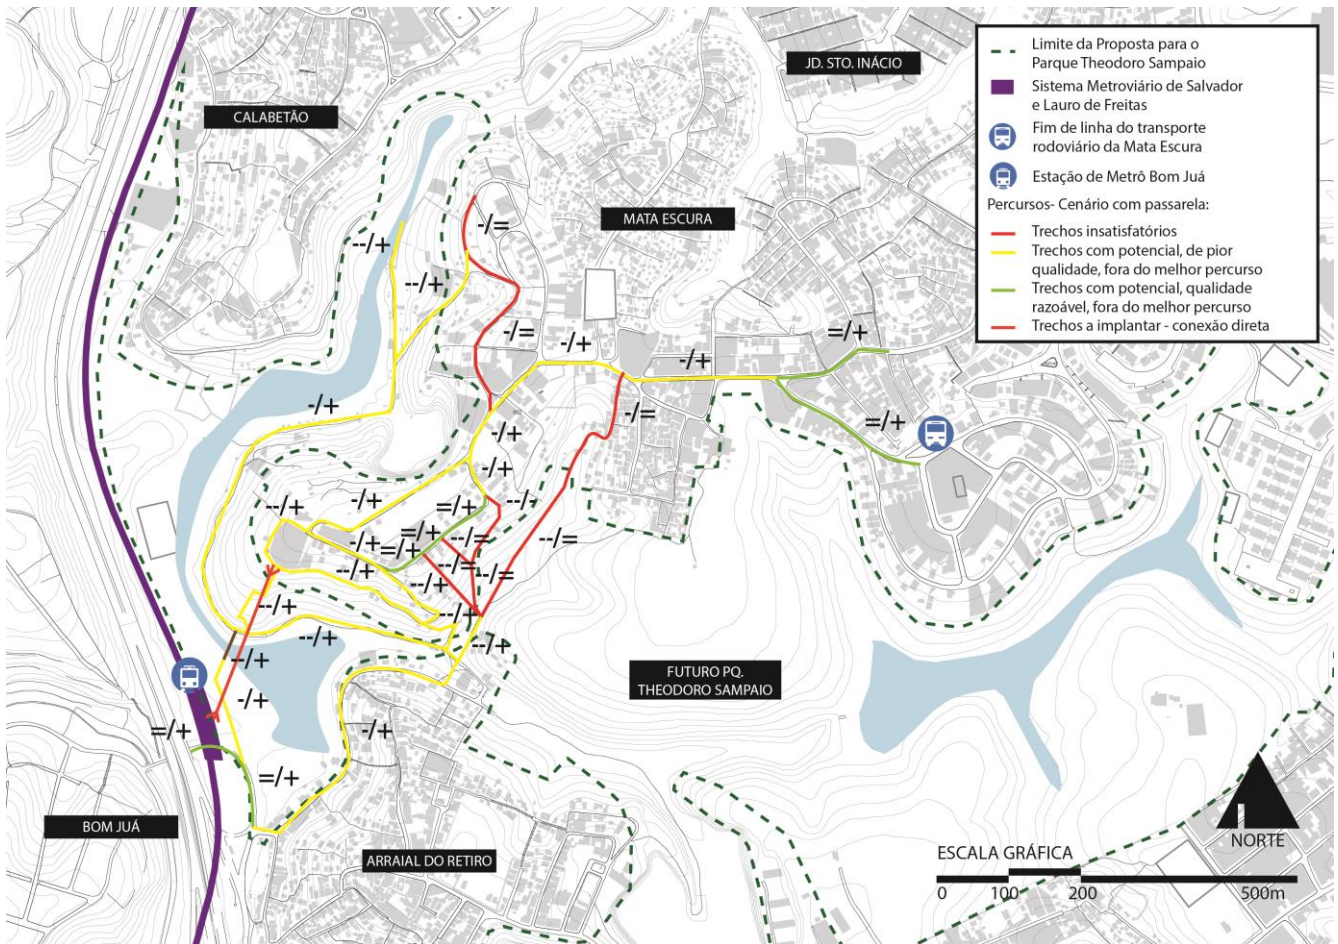 JD. STO. INÁCIO
Limite da Proposta para o
Parque Theodoro Sampaio
Sistema Metroviário de Salvador
e Lauro de Freitas
Fim de linha do transporte
rodoviário da Mata Escura
Estação de Metrô Bom Juá
Percursos- Cenário com passarela:
Trechos insatisfatórios
Trechos com potencial, de pior
qualidade, fora do melhor percurso
Trechos com potencial, qualidade
razoável, fora do melhor percurso
Trechos a implantar - conexão direta
CALABETÃO
MATA ESCURA
-/=
--/+
--/+
-/=
-/+
-/+
=/+
-/+
-/=
=/+
-/+
-/+
-/+
--/+
=/+
--/-
=/+
--/=
-/+
=/+
--/=
--/+
--/=
--/=
--/+
--/+
--/+
--/+
--/+
--/+
-/+
-/+
=/+
=/+
FUTURO PQ.
THEODORO SAMPAIO
BOM JUÁ
ARRAIAL DO RETIRO
NORTE
ESCALA GRÁFICA
0 100 200 500m